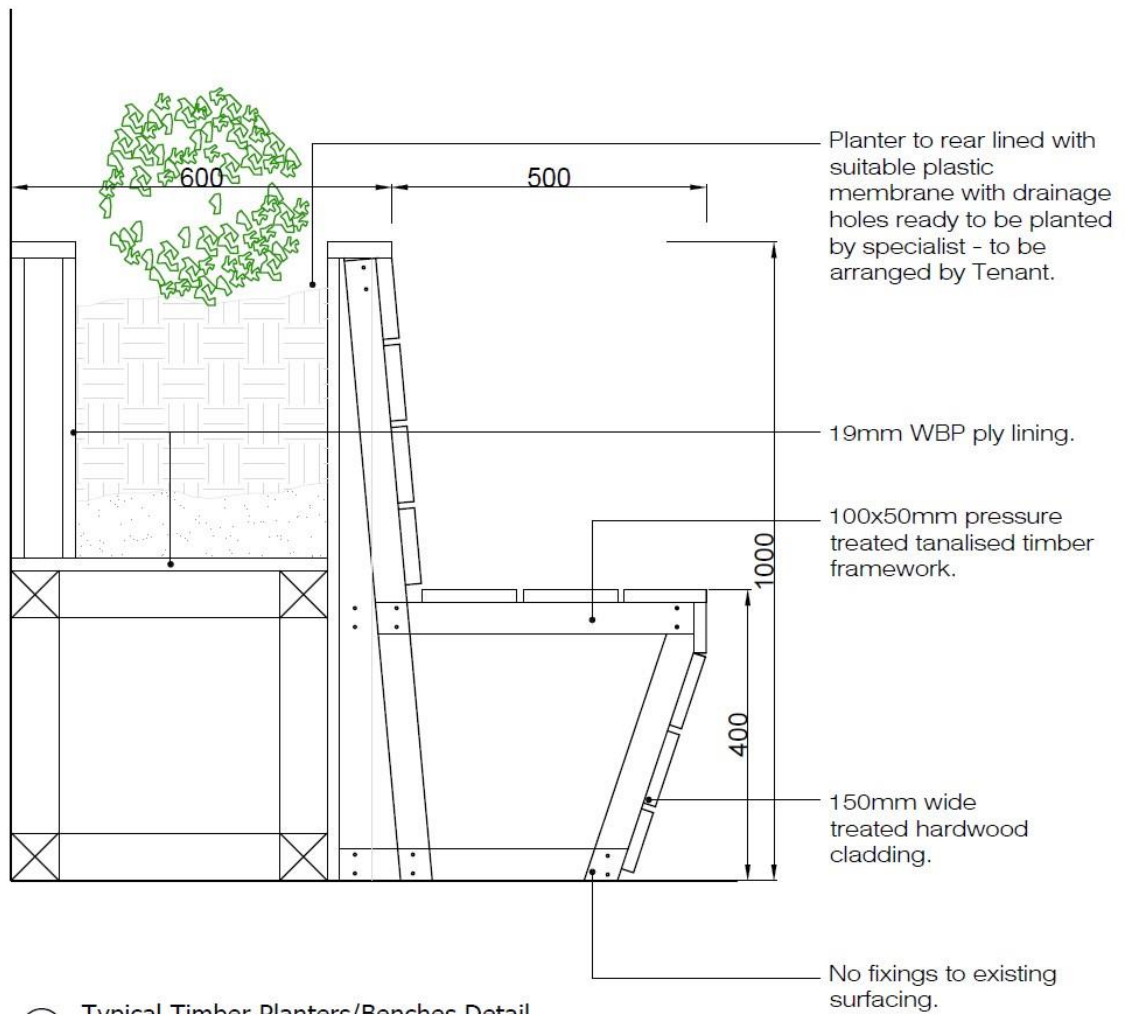 Planter to rear lined with
suitable plastic
membrane with drainage
holes ready to be planted
by specialist - to be
arranged by Tenant.
600
500
19mm WBP ply lining.
100x50mm pressure
treated tanalised timber
framework.
1000
400
150mm wide
treated hardwood
cladding.
No fixings to existing
surfacing.
Typical Timber Planters/Benches Detail